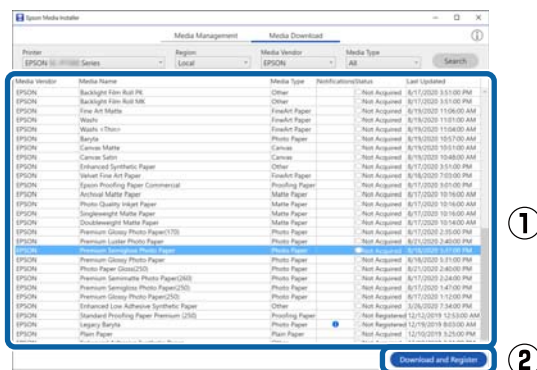 Epson Media Installer
Media Management Media Download
Printer Region Media Vendor Media Type
EPSON Series Local EPSON All Search
Media Vendor Media Name Media Type Notifications Status Last Updated
EPSON Backlight Film Roll PK Other Not Acquired 8/17/2020 3:51:00 PM
EPSON Backlight Film Roll MK Other Not Acquired 8/17/2020 3:51:00 PM
EPSON Fine Art Matte FineArt Paper Not Acquired 8/19/2020 11:06:00 AM
EPSON Washi FineArt Paper Not Acquired 8/19/2020 11:01:00 AM
EPSON Washi <Thin> FineArt Paper Not Acquired 8/19/2020 11:04:00 AM
EPSON Baryta Photo Paper Not Acquired 8/19/2020 10:57:00 AM
EPSON Canvas Matte Canvas Not Acquired 8/19/2020 10:51:00 AM
EPSON Canvas Satin Canvas Not Acquired 8/19/2020 10:48:00 AM
EPSON Enhanced Synthetic Paper Other Not Acquired 8/17/2020 3:51:00 PM
EPSON Velvet Fine Art Paper FineArt Paper Not Acquired 8/18/2020 7:03:00 PM
EPSON Epson Proofing Paper Commercial Proofing Paper Not Acquired 8/17/2020 3:01:00 PM
EPSON Archival Matte Paper Matte Paper Not Acquired 8/17/2020 10:16:00 AM
EPSON Photo Quality Inkjet Paper Matte Paper Not Acquired 8/17/2020 10:16:00 AM
EPSON Singleweight Matte Paper Matte Paper Not Acquired 8/17/2020 10:16:00 AM
EPSON Doubleweight Matte Paper Matte Paper Not Acquired 8/17/2020 10:14:00 AM
EPSON Premium Glossy Photo Paper(170) Photo Paper Not Acquired 8/17/2020 2:35:00 PM
EPSON Premium Luster Photo Paper Photo Paper Not Acquired 8/21/2020 2:40:00 PM
EPSON Premium Semigloss Photo Paper Photo Paper Not Acquired 8/18/2020 5:37:00 PM
EPSON Premium Glossy Photo Paper Photo Paper Not Acquired 8/18/2020 5:31:00 PM
EPSON Photo Paper Gloss(250) Photo Paper Not Acquired 8/21/2020 2:40:00 PM
EPSON Premium Semimatte Photo Paper(260) Photo Paper Not Acquired 8/17/2020 2:24:00 PM
EPSON Premium Semigloss Photo Paper(250) Photo Paper Not Acquired 8/17/2020 1:47:00 PM
EPSON Premium Glossy Photo Paper(250) Photo Paper Not Acquired 8/17/2020 1:12:00 PM
EPSON Enhanced Low Adhesive Synthetic Paper Other Not Acquired 3/26/2020 7:34:00 PM
EPSON Standard Proofing Paper Premium (250) Proofing Paper Not Registered 12/12/2019 12:53:00 AM
EPSON Legacy Baryta Photo Paper Not Registered 12/19/2019 8:03:00 AM
EPSON Plain Paper Plain Paper Not Acquired 12/10/2019 3:25:00 PM
①
Download and Register
②